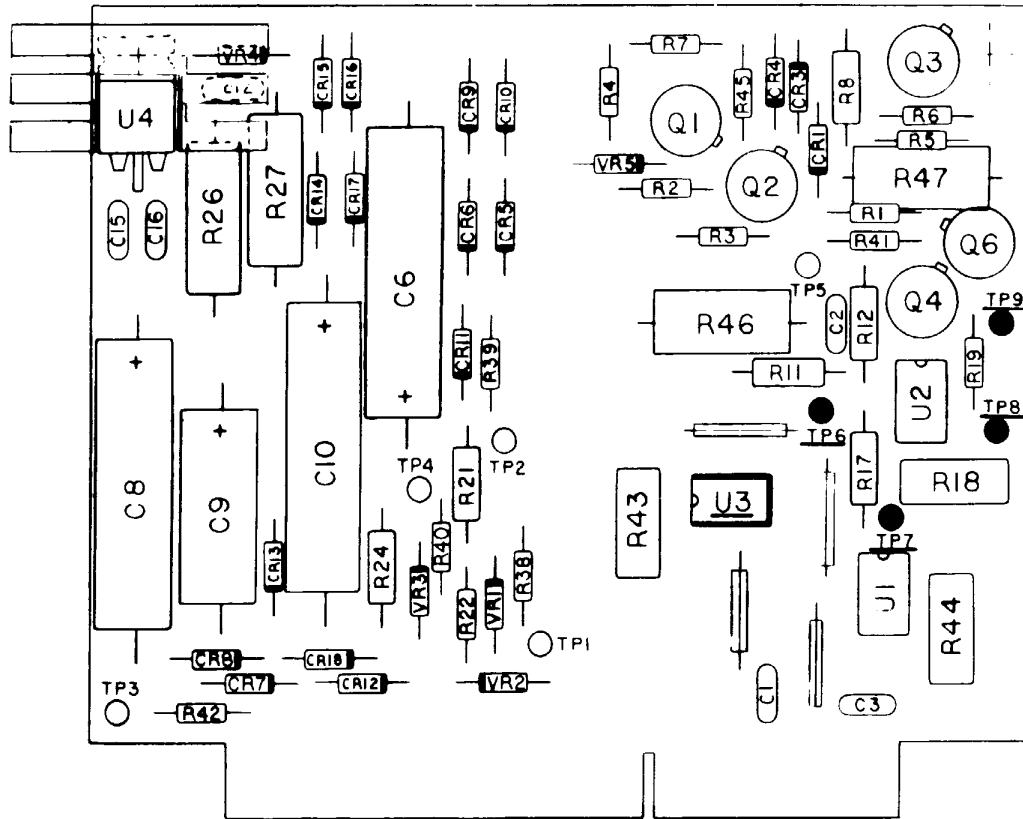 VR4
CR15
CR16
C12
U4
R26
R27
CR14
CR17
C15
C16
CR9
CR10
CR6
CR5
C6
+
CR11
R39
R7
R4
R45
CR4
CR3
CR1
R8
Q3
Q1
VR5
R2
Q2
R3
R6
R5
R47
R1
R41
Q6
TP5
Q4
TP9
R46
C2
R12
R11
R19
U2
TP8
TP6
R17
R18
TP7
U3
R43
U1
R44
C1
C3
+
C8
+
C9
+
C10
TP4
TP2
R21
R40
R24
VR3
CR13
R22
VR1
R38
TP1
CR8
CR18
CR7
CR12
VR2
TP3
R42